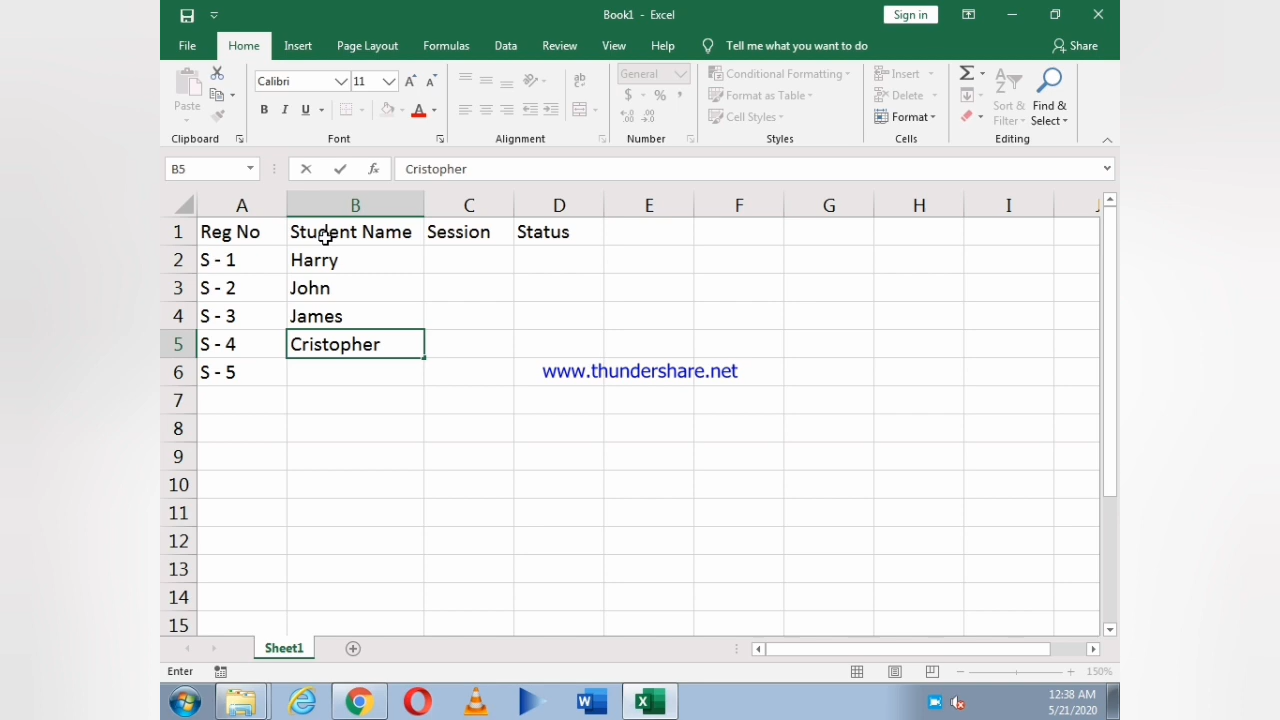 Book1 - Excel
Sign in
File Home Insert Page Layout Formulas Data Review View Help Tell me what you want to do Share
Calibri 11 General Conditional Formatting Insert
Paste Format as Table Delete Sort & Find &
B I U A $ % , Cell Styles Format Filter Select
Clipboard Font Alignment Number Styles Cells Editing
B5 fx Cristopher
A B C D E F G H I J
1 Reg No Student Name Session Status
2 S - 1 Harry
3 S - 2 John
4 S - 3 James
5 S - 4 Cristopher
6 S - 5
www.thundershare.net
7
8
9
10
11
12
13
14
15
Sheet1
Enter 150%
12:38 AM
5/21/2020